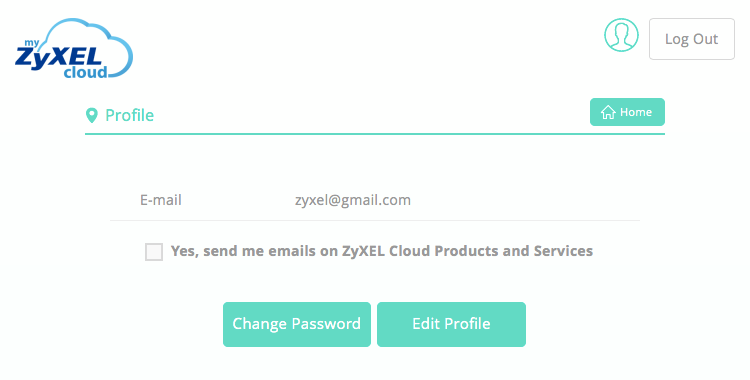 my
ZyXEL
cloud
Log Out
Profile
Home
E-mail zyxel@gmail.com
Yes, send me emails on ZyXEL Cloud Products and Services
Change Password Edit Profile